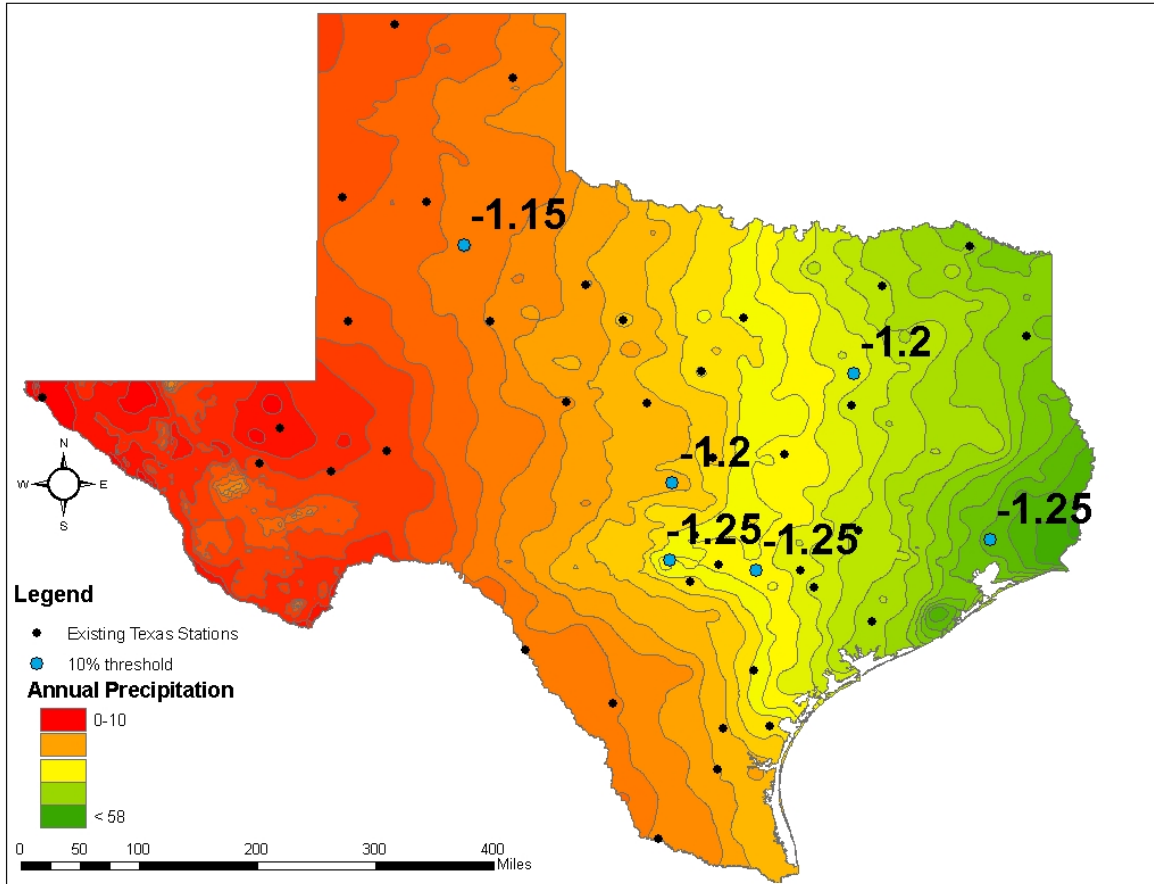 -1.15
-1.2
-1.2
-1.25
-1.25
-1.25
N
W E
S
Legend
Existing Texas Stations
10% threshold
Annual Precipitation
0-10
< 58
0 50 100 200 300 400
Miles